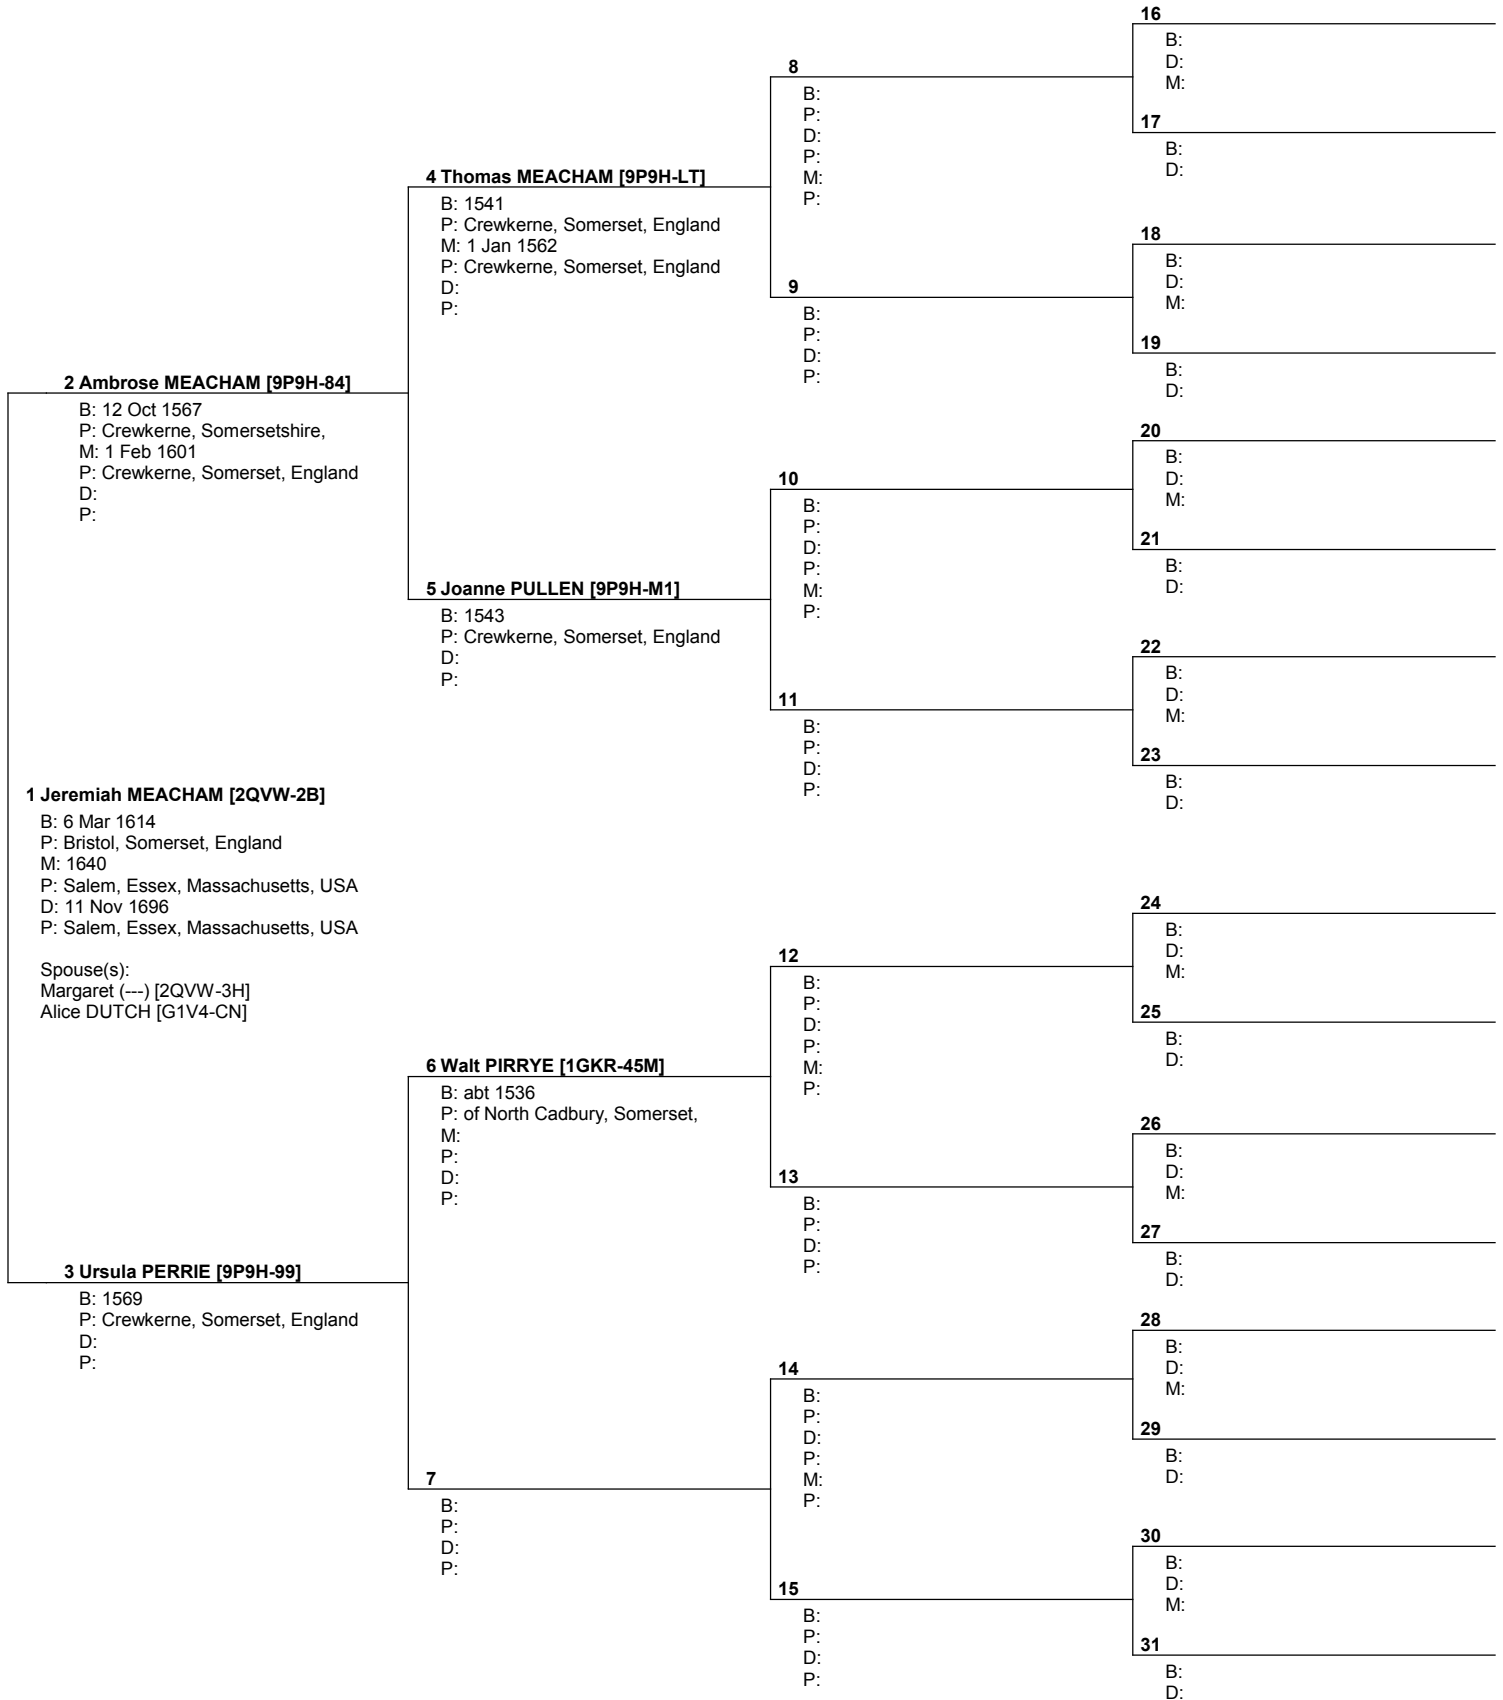 1 Jeremiah MEACHAM [2QVW-2B]
B: 6 Mar 1614
P: Bristol, Somerset, England
M: 1640
P: Salem, Essex, Massachusetts, USA
D: 11 Nov 1696
P: Salem, Essex, Massachusetts, USA
Spouse(s):
Margaret (---) [2QVW-3H]
Alice DUTCH [G1V4-CN]
2 Ambrose MEACHAM [9P9H-84]
B: 12 Oct 1567
P: Crewkerne, Somersetshire,
M: 1 Feb 1601
P: Crewkerne, Somerset, England
D:
P:
3 Ursula PERRIE [9P9H-99]
B: 1569
P: Crewkerne, Somerset, England
D:
P:
4 Thomas MEACHAM [9P9H-LT]
B: 1541
P: Crewkerne, Somerset, England
M: 1 Jan 1562
P: Crewkerne, Somerset, England
D:
P:
5 Joanne PULLEN [9P9H-M1]
B: 1543
P: Crewkerne, Somerset, England
D:
P:
6 Walt PIRRYE [1GKR-45M]
B: abt 1536
P: of North Cadbury, Somerset,
M:
P:
D:
P:
7
B:
P:
D:
P:
8
B:
P:
D:
P:
M:
P:
9
B:
P:
D:
P:
10
B:
P:
D:
P:
M:
P:
11
B:
P:
D:
P:
12
B:
P:
D:
P:
M:
P:
13
B:
P:
D:
P:
14
B:
P:
D:
P:
M:
P:
15
B:
P:
D:
P:
16
B:
D:
M:
17
B:
D:
18
B:
D:
M:
19
B:
D:
20
B:
D:
M:
21
B:
D:
22
B:
D:
M:
23
B:
D:
24
B:
D:
M:
25
B:
D:
26
B:
D:
M:
27
B:
D:
28
B:
D:
M:
29
B:
D:
30
B:
D:
M:
31
B:
D: